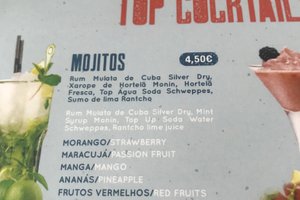 TOP COCKTAIL
MOJITOS 4,50€
Rum Mulata de Cuba Silver Dry,
Xarope de Hortelã Monin, Hortelã
Fresca, Top Água Soda Schweppes,
Sumo de lima Rantcho
Rum Mulata de Cuba Silver Dry, Mint
Syrup Monin, Top Up Soda Water
Schweppes, Rantcho lime juice
MORANGO/STRAWBERRY
MARACUJÁ/PASSION FRUIT
MANGA/MANGO
ANANÁS/PINEAPPLE
FRUTOS VERMELHOS/RED FRUITS